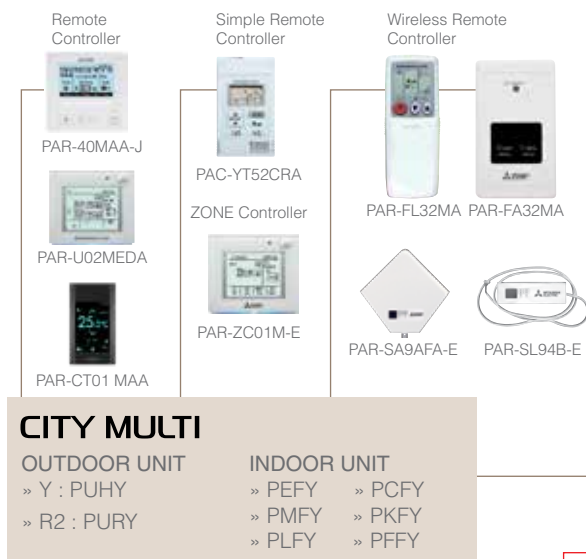 Remote
Controller
PAR-40MAA-J
PAR-U02MEDA
PAR-CT01 MAA
Simple Remote
Controller
PAC-YT52CRA
ZONE Controller
PAR-ZC01M-E
Wireless Remote
Controller
PAR-FL32MA PAR-FA32MA
PAR-SA9AFA-E PAR-SL94B-E
CITY MULTI
OUTDOOR UNIT
» Y : PUHY
» R2 : PURY
INDOOR UNIT
» PEFY » PCFY
» PMFY » PKFY
» PLFY » PFFY